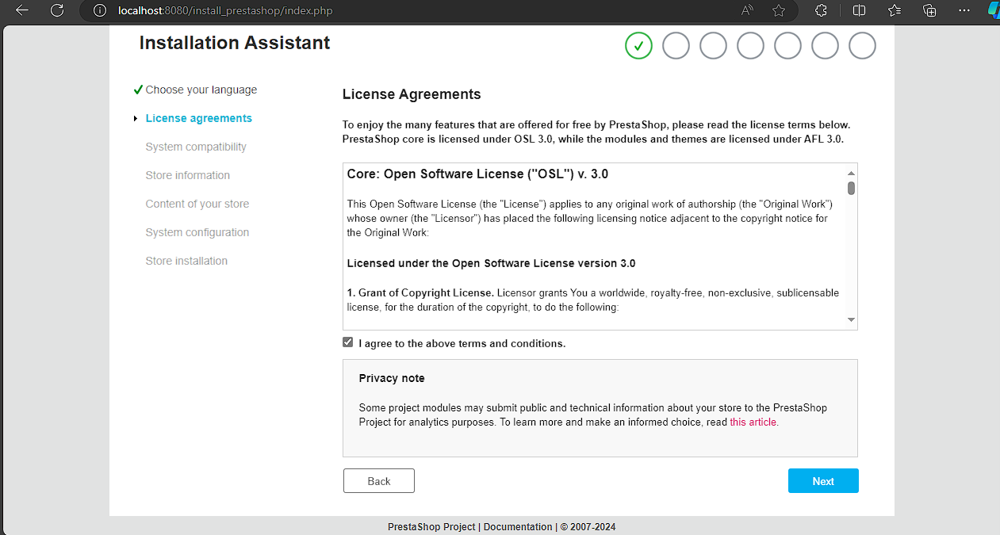 localhost:8080/install_prestashop/index.php
Installation Assistant
Choose your language
License agreements
System compatibility
Store information
Content of your store
System configuration
Store installation
License Agreements
To enjoy the many features that are offered for free by PrestaShop, please read the license terms below.
PrestaShop core is licensed under OSL 3.0, while the modules and themes are licensed under AFL 3.0.
Core: Open Software License ("OSL") v. 3.0
This Open Software License (the "License") applies to any original work of authorship (the "Original Work")
whose owner (the "Licensor") has placed the following licensing notice adjacent to the copyright notice for
the Original Work:
Licensed under the Open Software License version 3.0
1. Grant of Copyright License. Licensor grants You a worldwide, royalty-free, non-exclusive, sublicensable
license, for the duration of the copyright, to do the following:
I agree to the above terms and conditions.
Privacy note
Some project modules may submit public and technical information about your store to the PrestaShop
Project for analytics purposes. To learn more and make an informed choice, read this article.
Back
Next
PrestaShop Project | Documentation | © 2007-2024